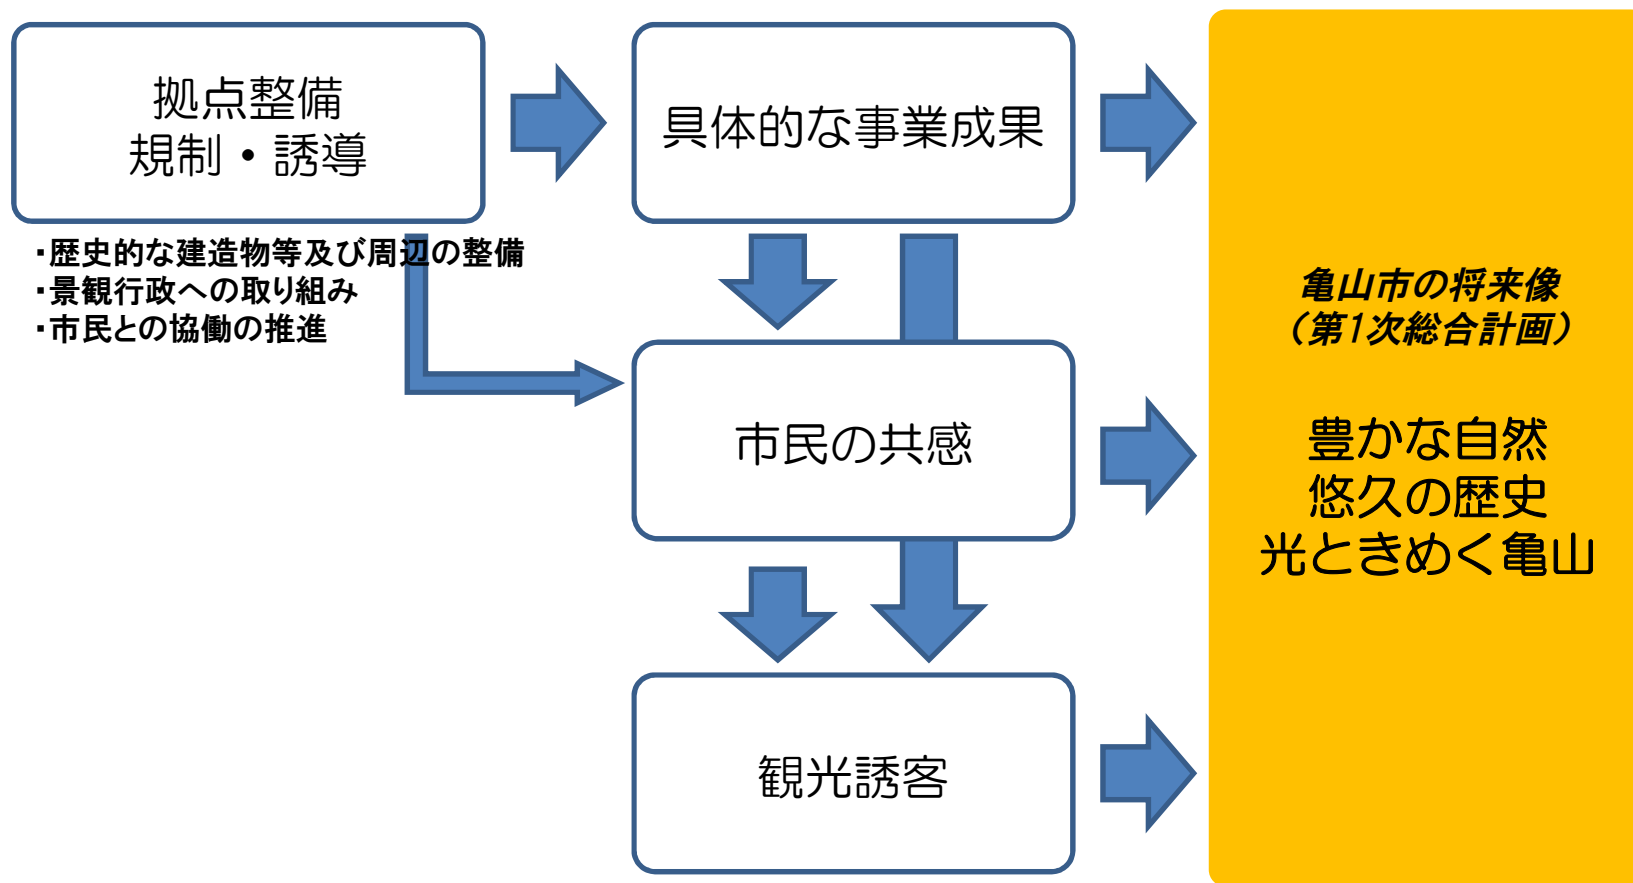 拠点整備
規制・誘導
・歴史的な建造物等及び周辺の整備
・景観行政への取り組み
・市民との協働の推進
具体的な事業成果
市民の共感
観光誘客
亀山市の将来像
（第1次総合計画）
豊かな自然
悠久の歴史
光ときめく亀山